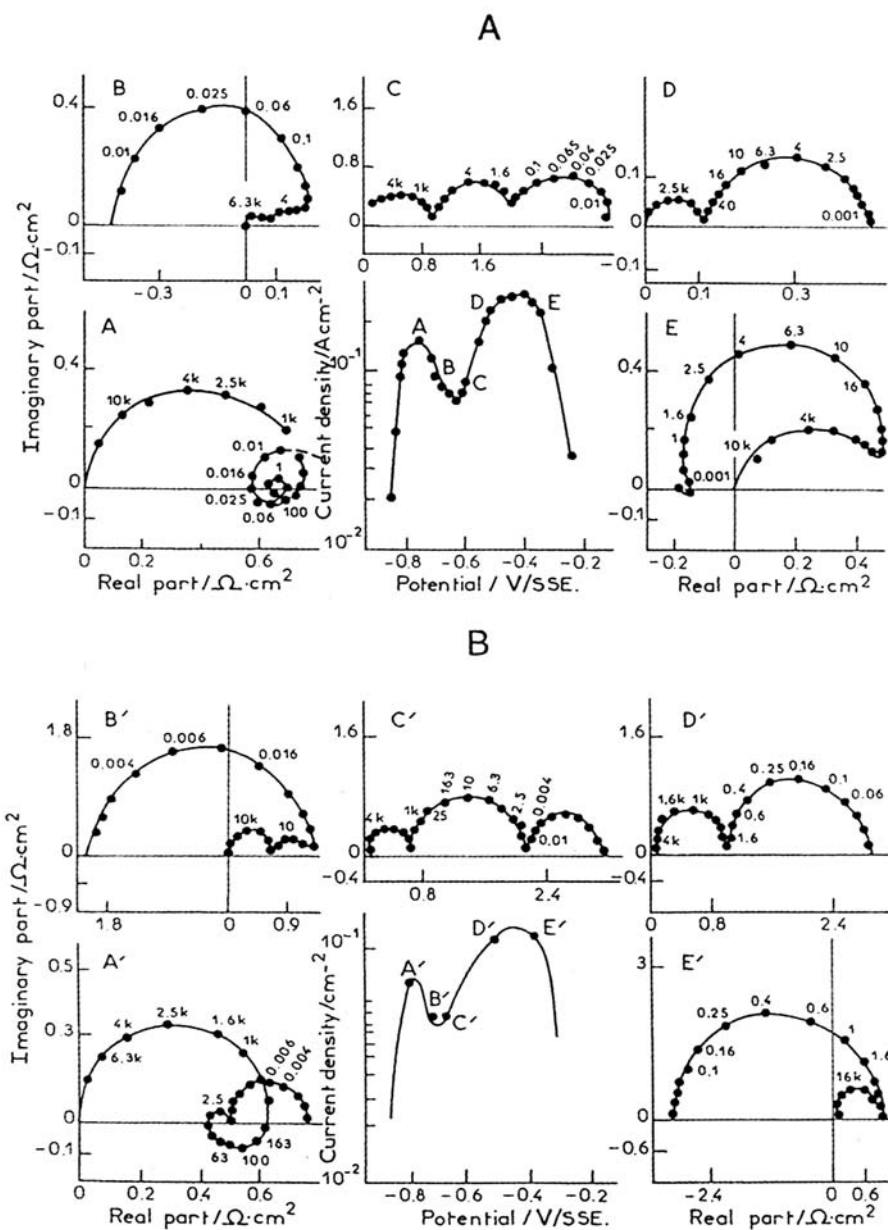 A
B
0.4
0
−0.1
0.01
0.016
0.025
0.06
0.1
6.3k
4
−0.3
0
0.1
0.2
C
1.6
0.8
0
4k
1k
4
1.6
0.1
0.065
0.04
0.025
0.01
0
0.8
1.6
D
0.1
0
−0.1
2.5k
40
16
10
6.3
4
2.5
0.001
0
0.1
0.3
Imaginary part/Ω·cm²
A
0.4
0
−0.1
10k
4k
2.5k
1k
0.01
0.016
0.025
0.06
1
100
0
0.2
0.6
Real part/Ω·cm²
Current density/Acm⁻²
10⁻¹
10⁻²
A
B
C
D
E
−0.8
−0.6
−0.4
−0.2
Potential / V/SSE.
E
0.4
0
−0.1
1
1.6
2.5
4
6.3
10
16
10k
4k
0.001
−0.2
0
0.2
0.4
Real part/Ω·cm²
B
B′
1.8
0
−0.9
0.004
0.006
0.016
10k
10
1.8
0
0.9
C′
1.6
0
−0.4
4k
1k
25
163
10
6.3
2.5
0.004
0.01
0.8
2.4
D′
1.6
0
−0.4
1.6k
1k
4k
0.4
0.6
1.6
0.25
0.16
0.1
0.06
0
0.8
2.4
Imaginary part/Ω·cm²
A′
0.5
0.3
0
−0.1
6.3k
4k
2.5k
1.6k
1k
0.006
0.004
2.5
63
100
163
0
0.2
0.4
0.6
Real part/Ω·cm²
Current density/cm⁻²
10⁻¹
10⁻²
A′
B′
C′
D′
E′
−0.8
−0.6
−0.4
−0.2
Potential / V/SSE.
E′
3
0
−0.6
0.1
0.16
0.25
0.4
0.6
1
1.6
16k
−2.4
0
0.6
Real part/Ω·cm²